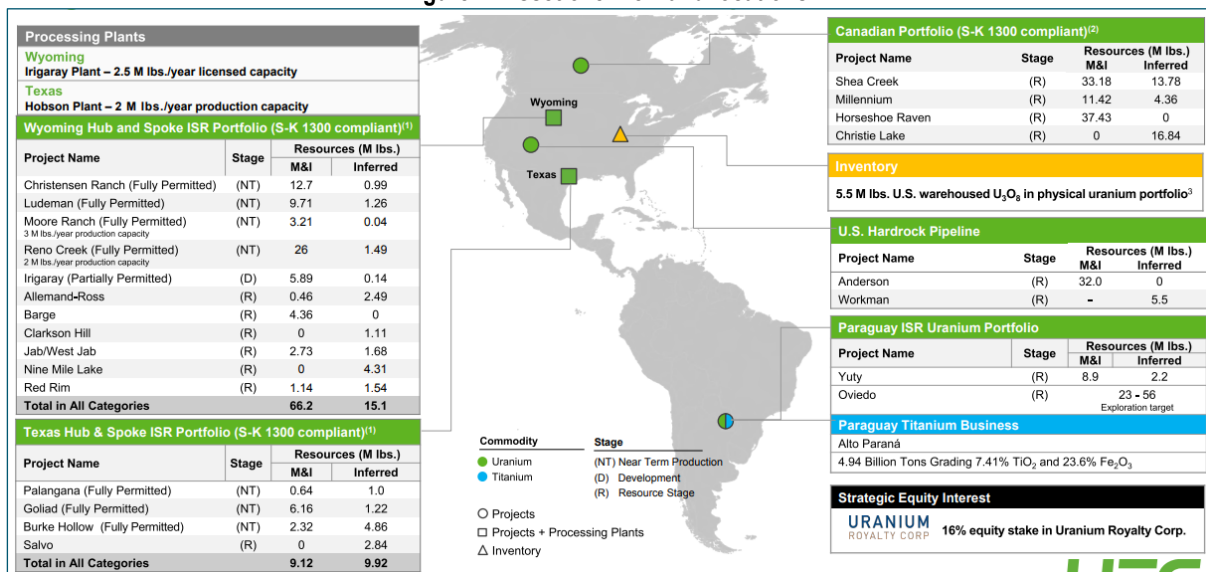 Processing Plants
Wyoming
Irigaray Plant – 2.5 M lbs./year licensed capacity
Texas
Hobson Plant – 2 M lbs./year production capacity
Wyoming Hub and Spoke ISR Portfolio (S-K 1300 compliant)(1)
Project Name Stage Resources (M lbs.)
M&I Inferred
Christensen Ranch (Fully Permitted) (NT) 12.7 0.99
Ludeman (Fully Permitted) (NT) 9.71 1.26
Moore Ranch (Fully Permitted) (NT) 3.21 0.04
3 M lbs./year production capacity
Reno Creek (Fully Permitted) (NT) 26 1.49
2 M lbs./year production capacity
Irigaray (Partially Permitted) (D) 5.89 0.14
Allemand-Ross (R) 0.46 2.49
Barge (R) 4.36 0
Clarkson Hill (R) 0 1.11
Jab/West Jab (R) 2.73 1.68
Nine Mile Lake (R) 0 4.31
Red Rim (R) 1.14 1.54
Total in All Categories 66.2 15.1
Texas Hub & Spoke ISR Portfolio (S-K 1300 compliant)(1)
Project Name Stage Resources (M lbs.)
M&I Inferred
Palangana (Fully Permitted) (NT) 0.64 1.0
Goliad (Fully Permitted) (NT) 6.16 1.22
Burke Hollow (Fully Permitted) (NT) 2.32 4.86
Salvo (R) 0 2.84
Total in All Categories 9.12 9.92
Wyoming
Texas
Commodity
Uranium
Titanium
Projects
Projects + Processing Plants
Inventory
Stage
(NT) Near Term Production
(D) Development
(R) Resource Stage
Canadian Portfolio (S-K 1300 compliant)(2)
Project Name Stage Resources (M lbs.)
M&I Inferred
Shea Creek (R) 33.18 13.78
Millennium (R) 11.42 4.36
Horseshoe Raven (R) 37.43 0
Christie Lake (R) 0 16.84
Inventory
5.5 M lbs. U.S. warehoused U3O8 in physical uranium portfolio3
U.S. Hardrock Pipeline
Project Name Stage Resources (M lbs.)
M&I Inferred
Anderson (R) 32.0 0
Workman (R) - 5.5
Paraguay ISR Uranium Portfolio
Project Name Stage Resources (M lbs.)
M&I Inferred
Yuty (R) 8.9 2.2
Oviedo (R) 23 - 56
Exploration target
Paraguay Titanium Business
Alto Paraná
4.94 Billion Tons Grading 7.41% TiO2 and 23.6% Fe2O3
Strategic Equity Interest
URANIUM
ROYALTY CORP
16% equity stake in Uranium Royalty Corp.